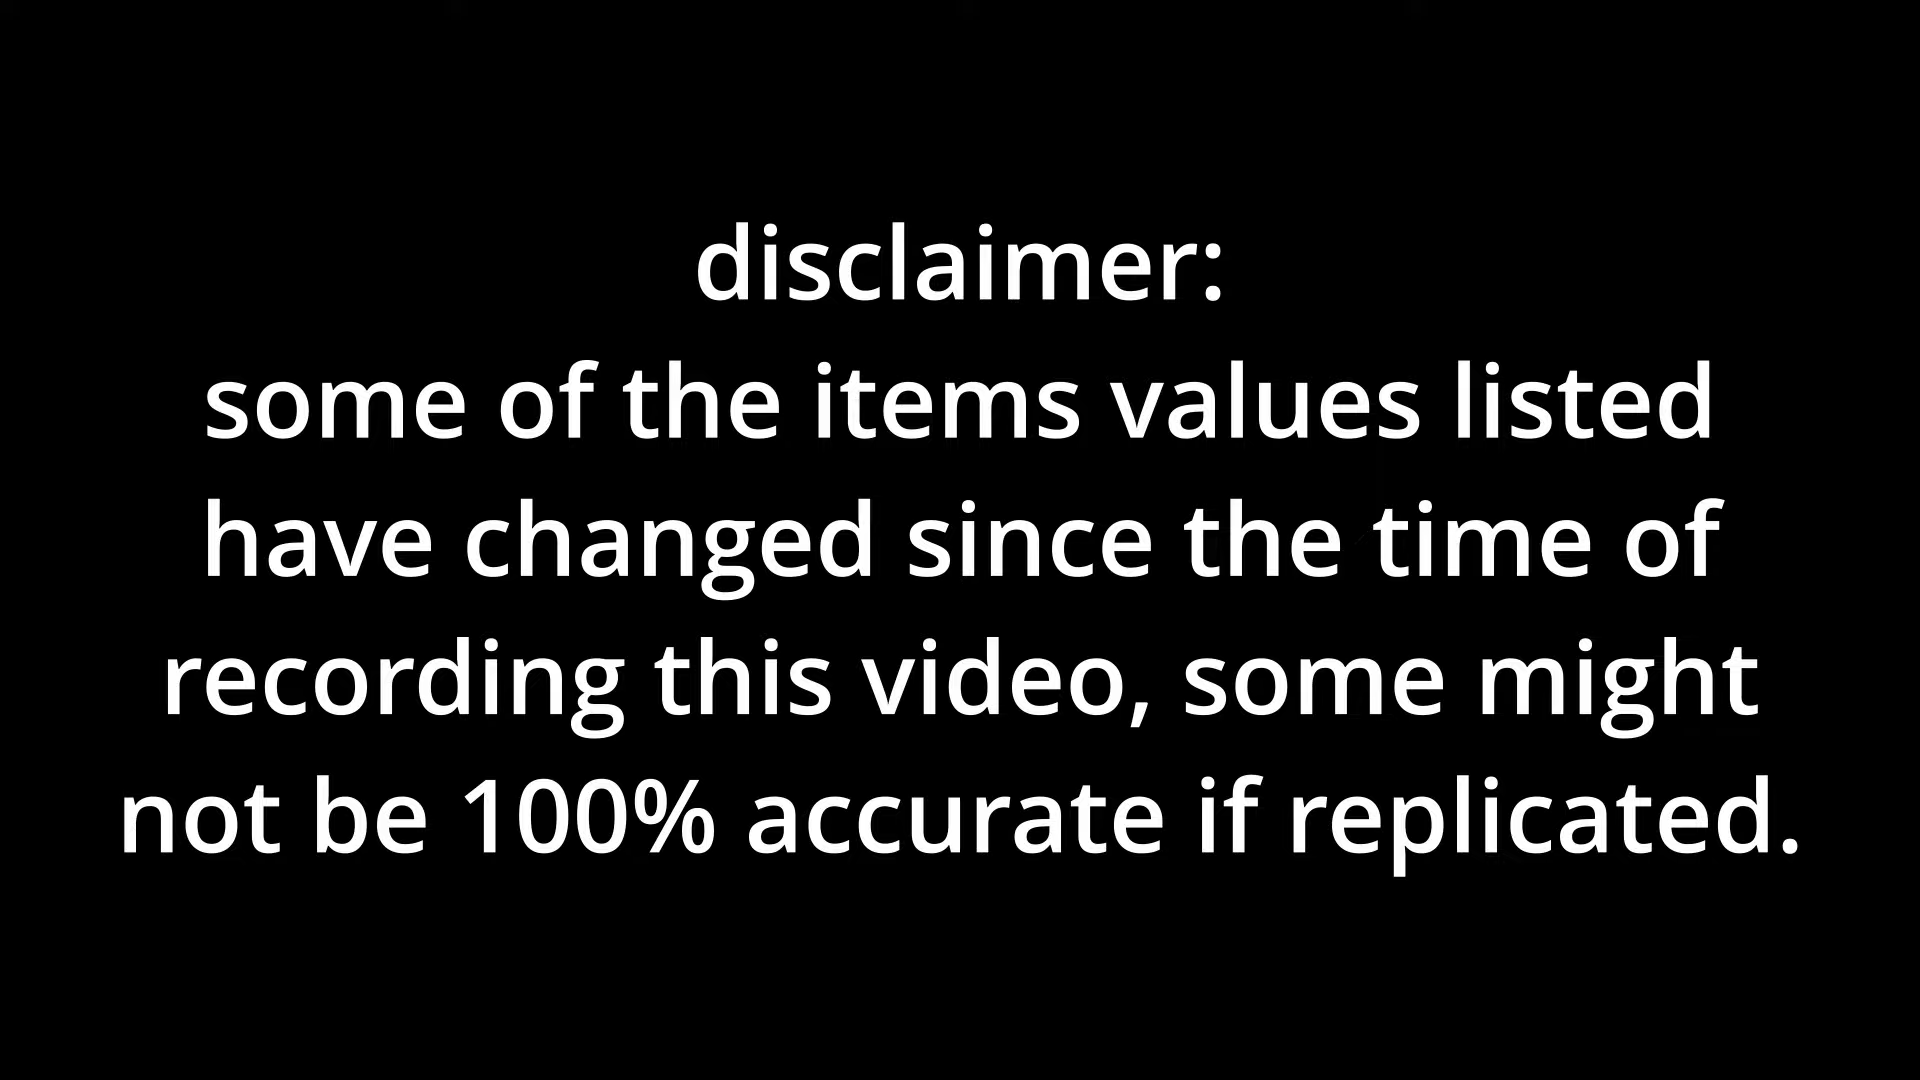 disclaimer:
some of the items values listed
have changed since the time of
recording this video, some might
not be 100% accurate if replicated.